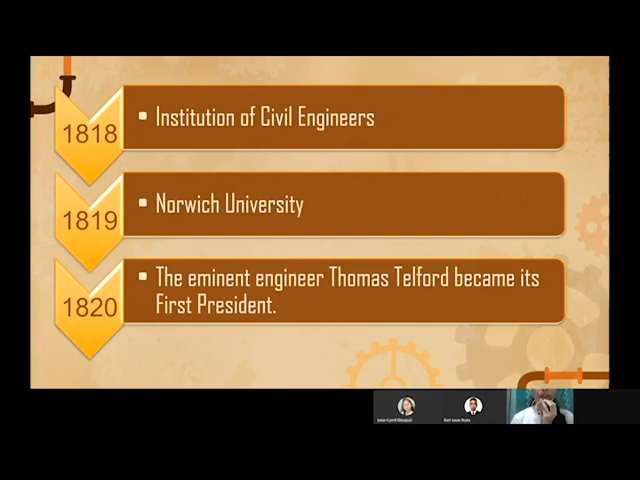 1818
▪ Institution of Civil Engineers
1819
▪ Norwich University
1820
▪ The eminent engineer Thomas Telford became its
First President.